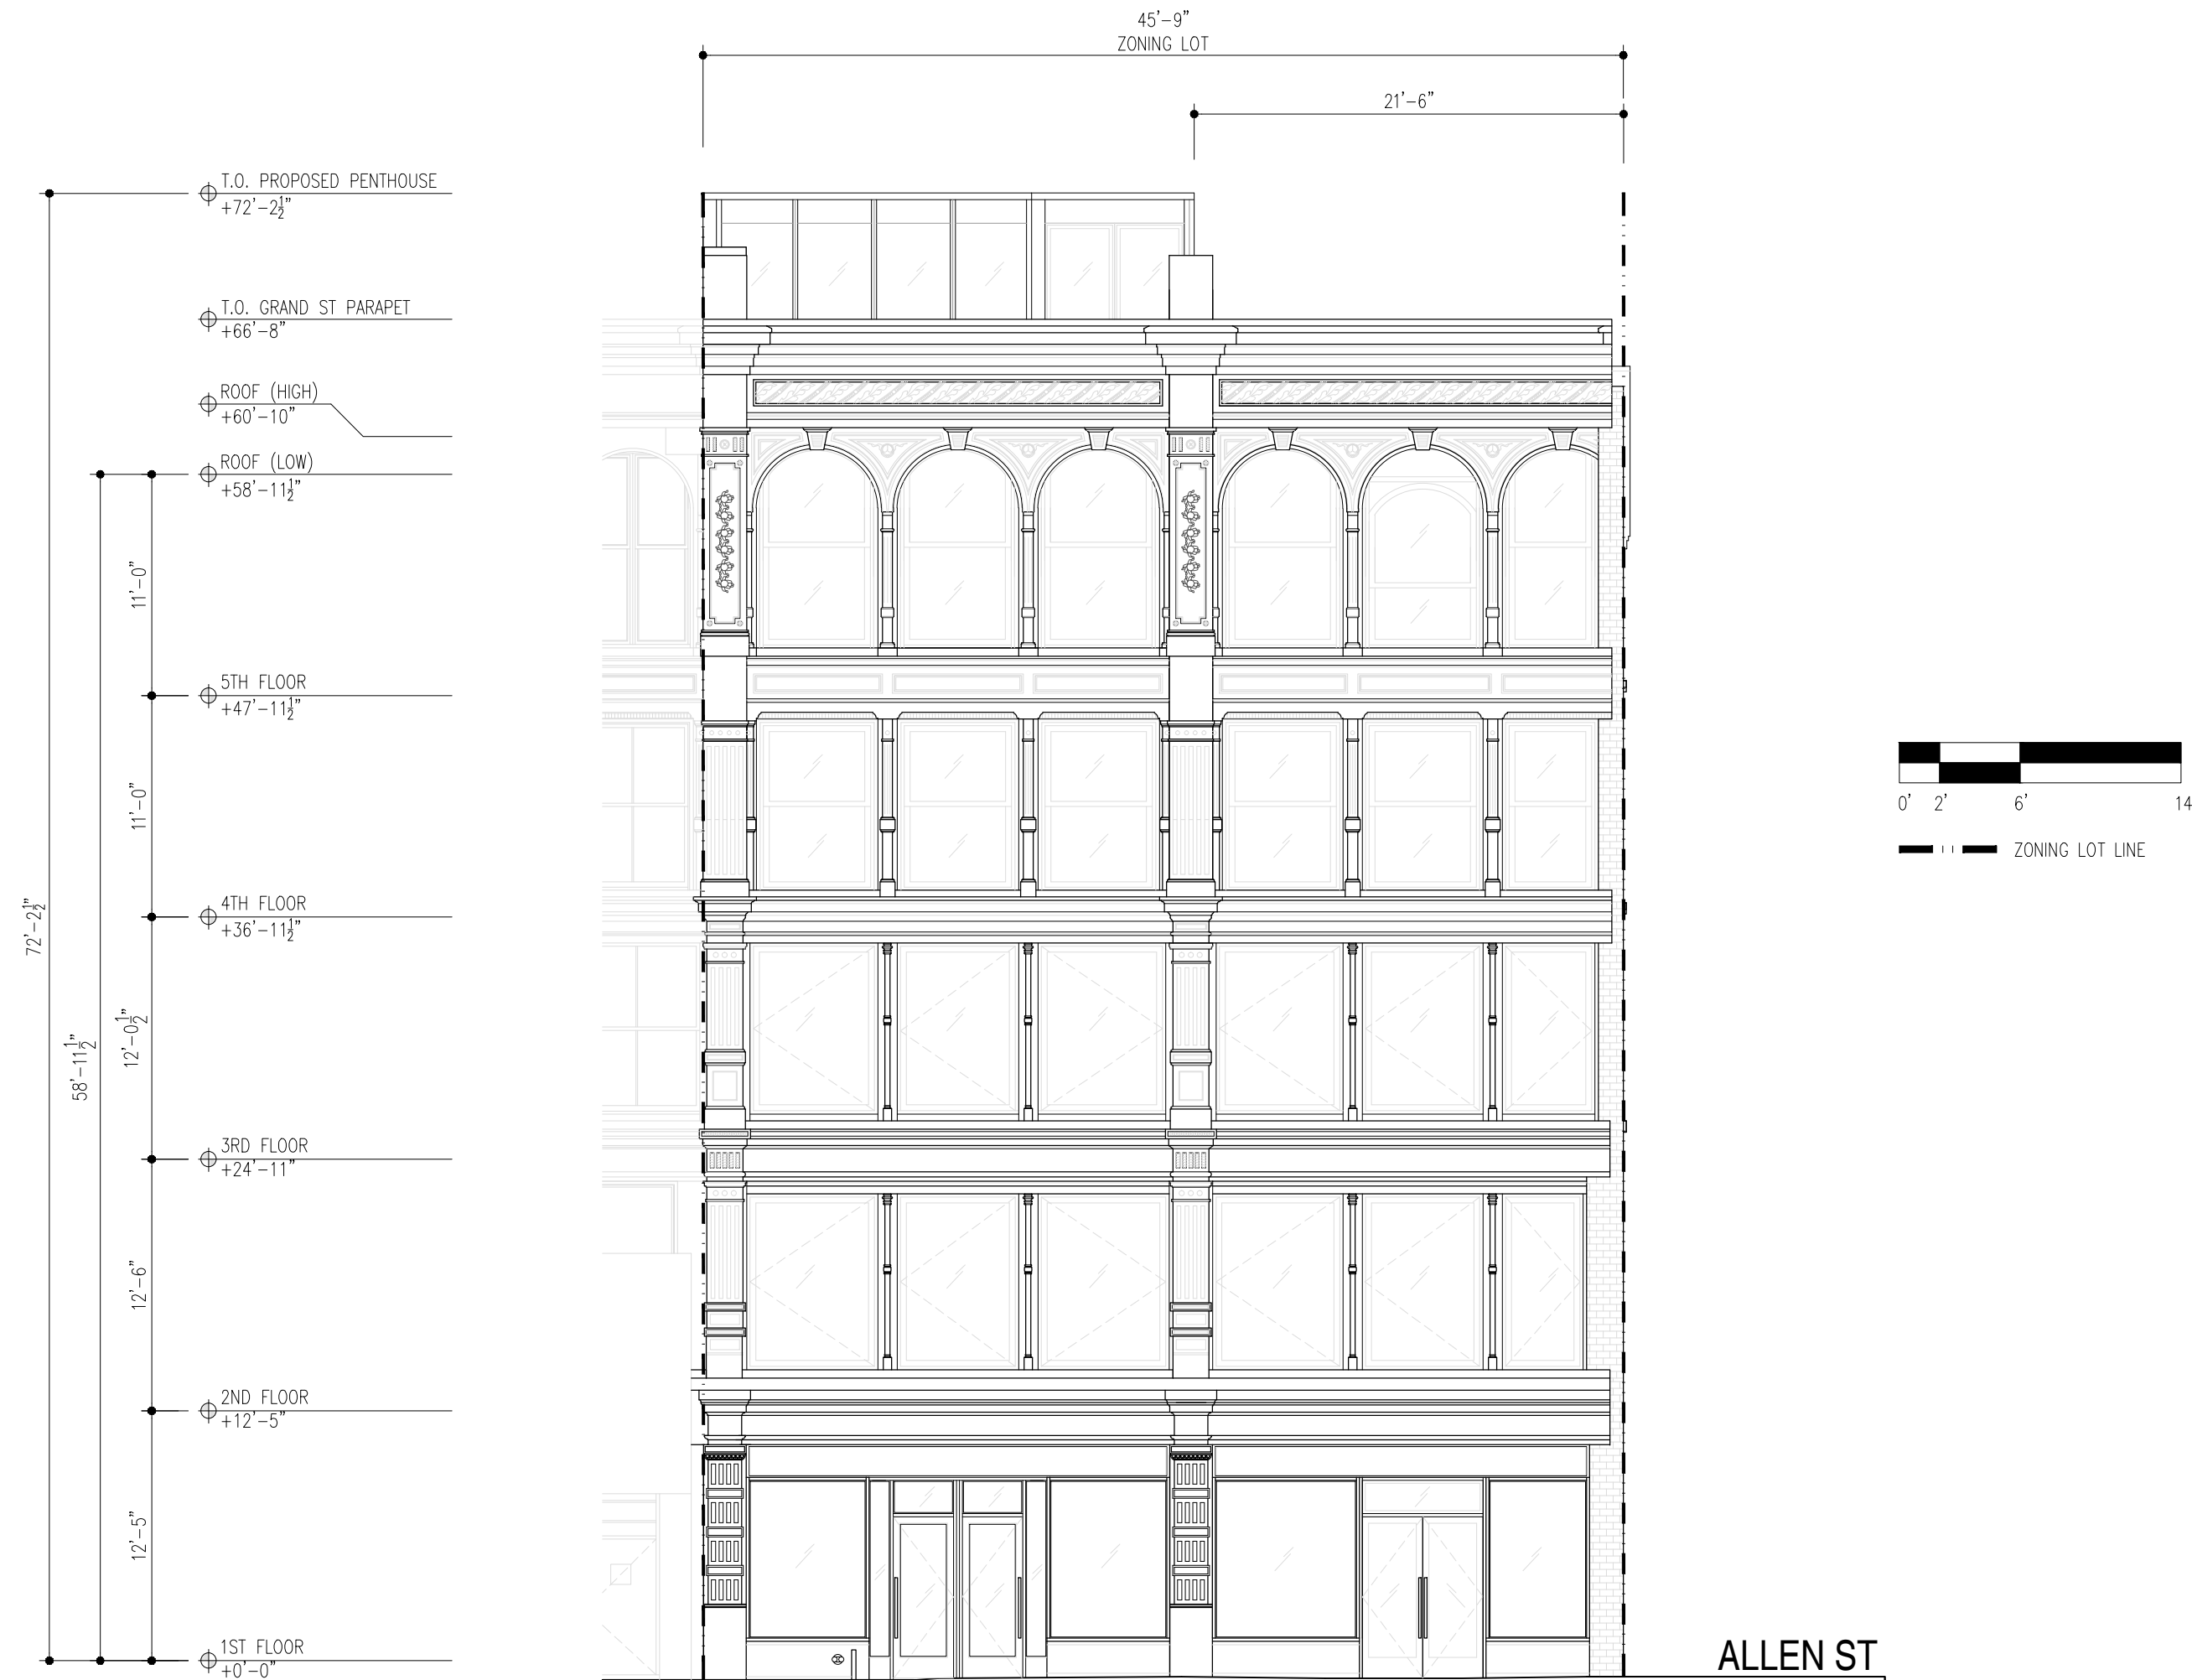 45'-9"
ZONING LOT
21'-6"
T.O. PROPOSED PENTHOUSE
+72'-2½"
T.O. GRAND ST PARAPET
+66'-8"
ROOF (HIGH)
+60'-10"
ROOF (LOW)
+58'-11½"
11'-0"
5TH FLOOR
+47'-11½"
11'-0"
0' 2' 6' 14
ZONING LOT LINE
4TH FLOOR
+36'-11½"
72'-2½"
58'-11½"
12'-0½"
3RD FLOOR
+24'-11"
12'-6"
2ND FLOOR
+12'-5"
12'-5"
1ST FLOOR
+0'-0"
ALLEN ST